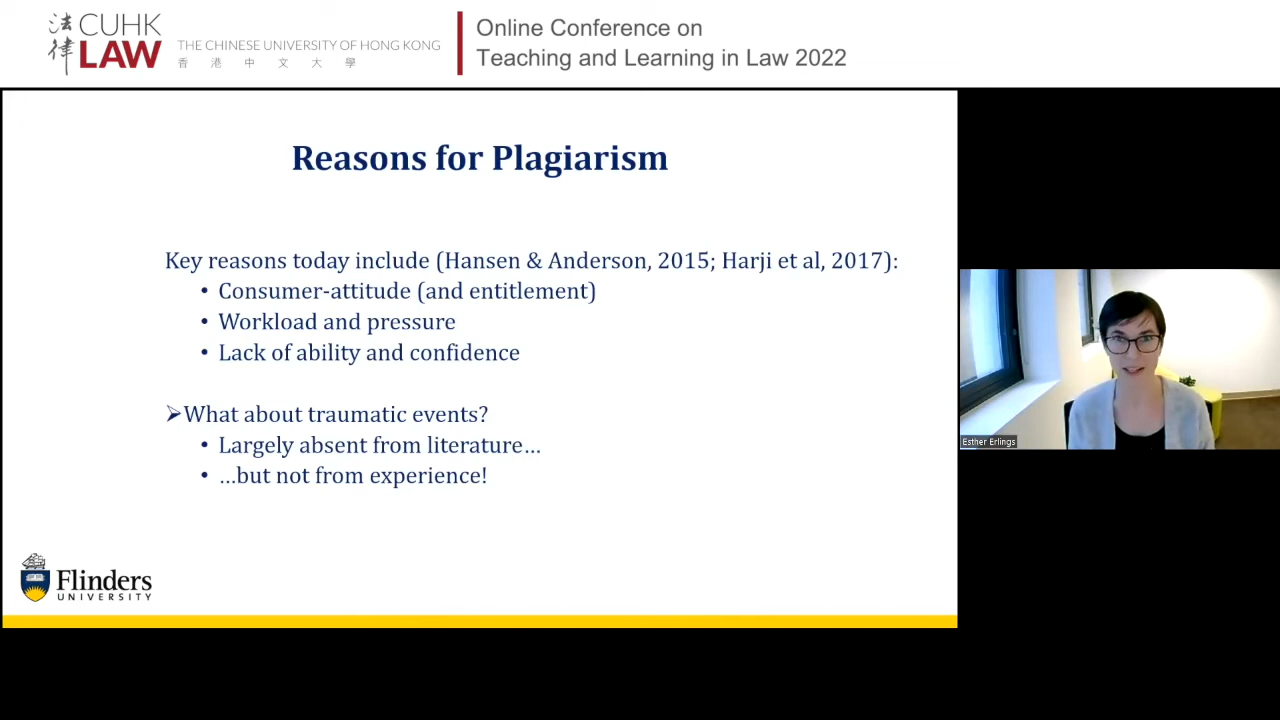 法律
CUHK
LAW
THE CHINESE UNIVERSITY OF HONG KONG
香港中文大學
Online Conference on
Teaching and Learning in Law 2022
Reasons for Plagiarism
Key reasons today include (Hansen & Anderson, 2015; Harji et al, 2017):
• Consumer-attitude (and entitlement)
• Workload and pressure
• Lack of ability and confidence
➢What about traumatic events?
• Largely absent from literature…
• …but not from experience!
Esther Erlings
Flinders
UNIVERSITY